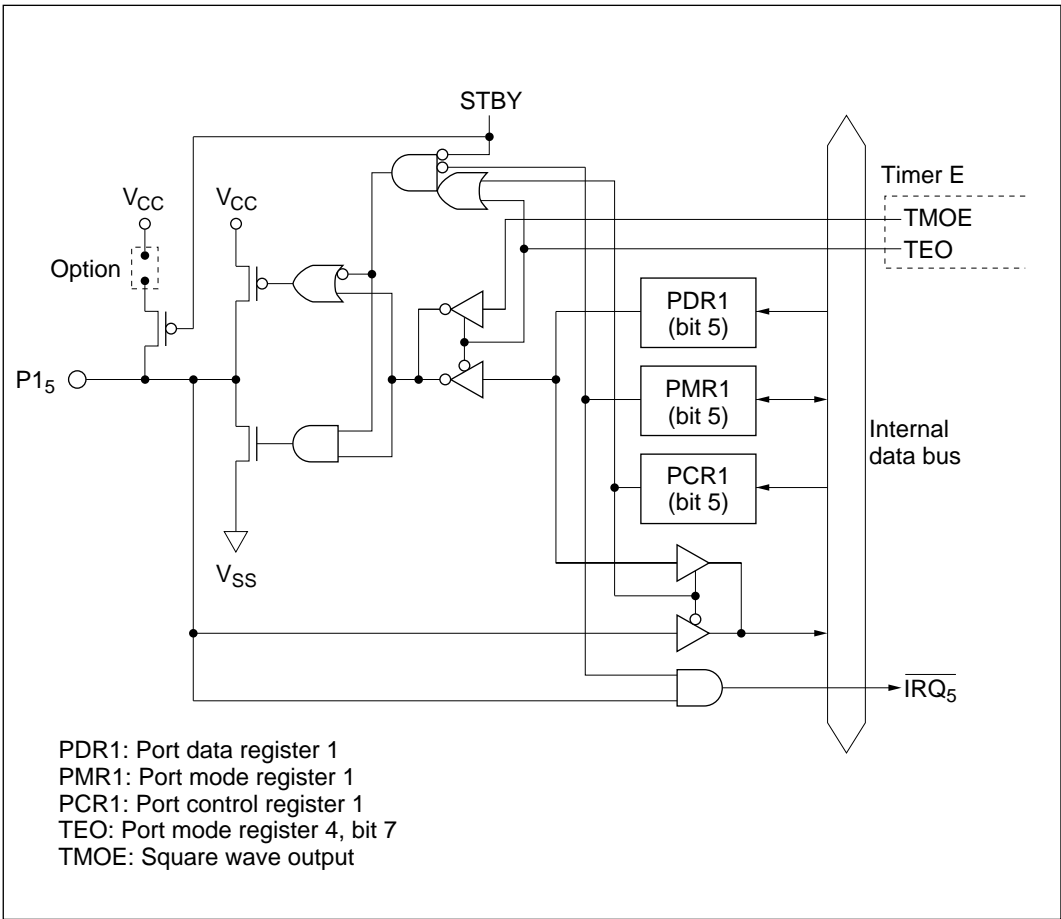 STBY
Timer E
VCC
VCC
TMOE
TEO
Option
PDR1
(bit 5)
P15
PMR1
(bit 5)
Internal
data bus
PCR1
(bit 5)
VSS
IRQ5
PDR1: Port data register 1
PMR1: Port mode register 1
PCR1: Port control register 1
TEO: Port mode register 4, bit 7
TMOE: Square wave output